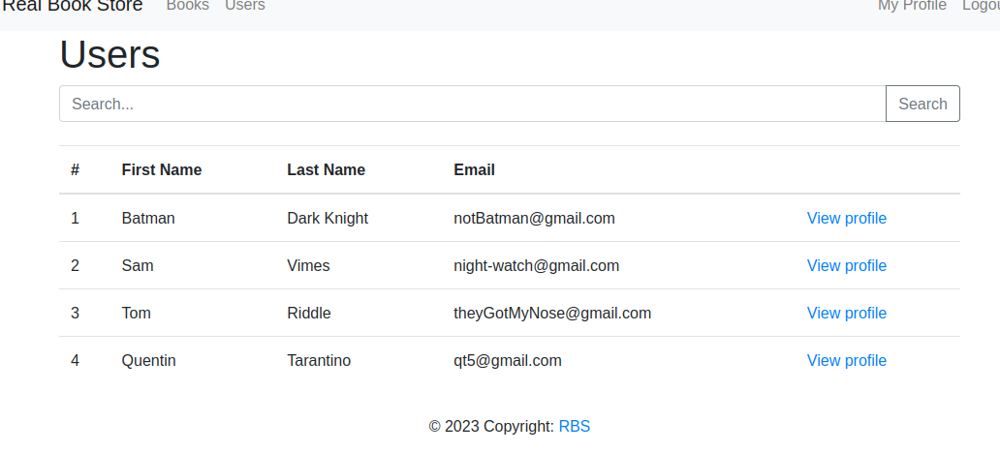 Real Book Store Books Users My Profile
Users
Search... Search
# First Name Last Name Email
1 Batman Dark Knight notBatman@gmail.com View profile
2 Sam Vimes night-watch@gmail.com View profile
3 Tom Riddle theyGotMyNose@gmail.com View profile
4 Quentin Tarantino qt5@gmail.com View profile
© 2023 Copyright: RBS